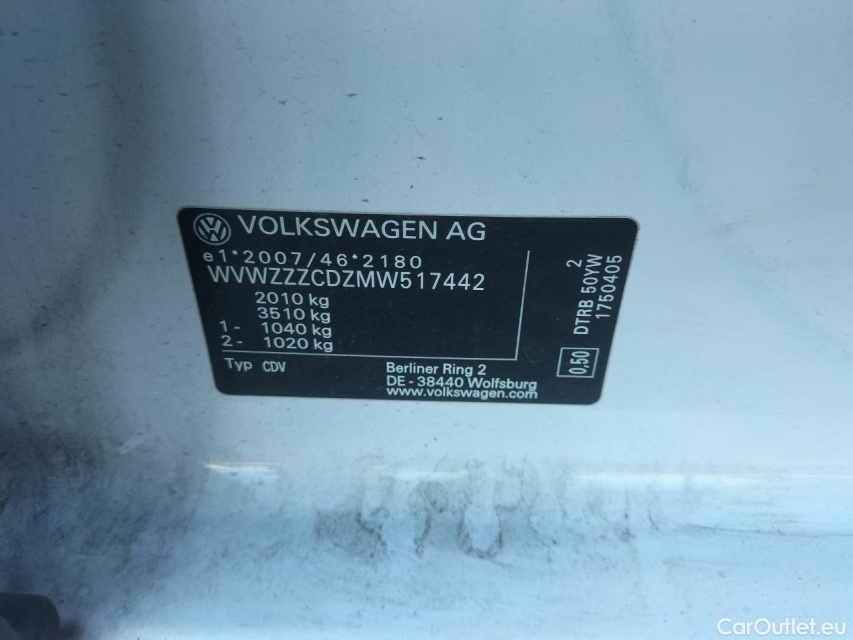 VOLKSWAGEN AG
e1*2007/46*2180
WVWZZZCDZMW517442
2010 kg
3510 kg
1- 1040 kg
2- 1020 kg
Typ CDV
Berliner Ring 2
DE - 38440 Wolfsburg
www.volkswagen.com
2
DTRB 50YW
1750405
0,50
CarOutlet.eu